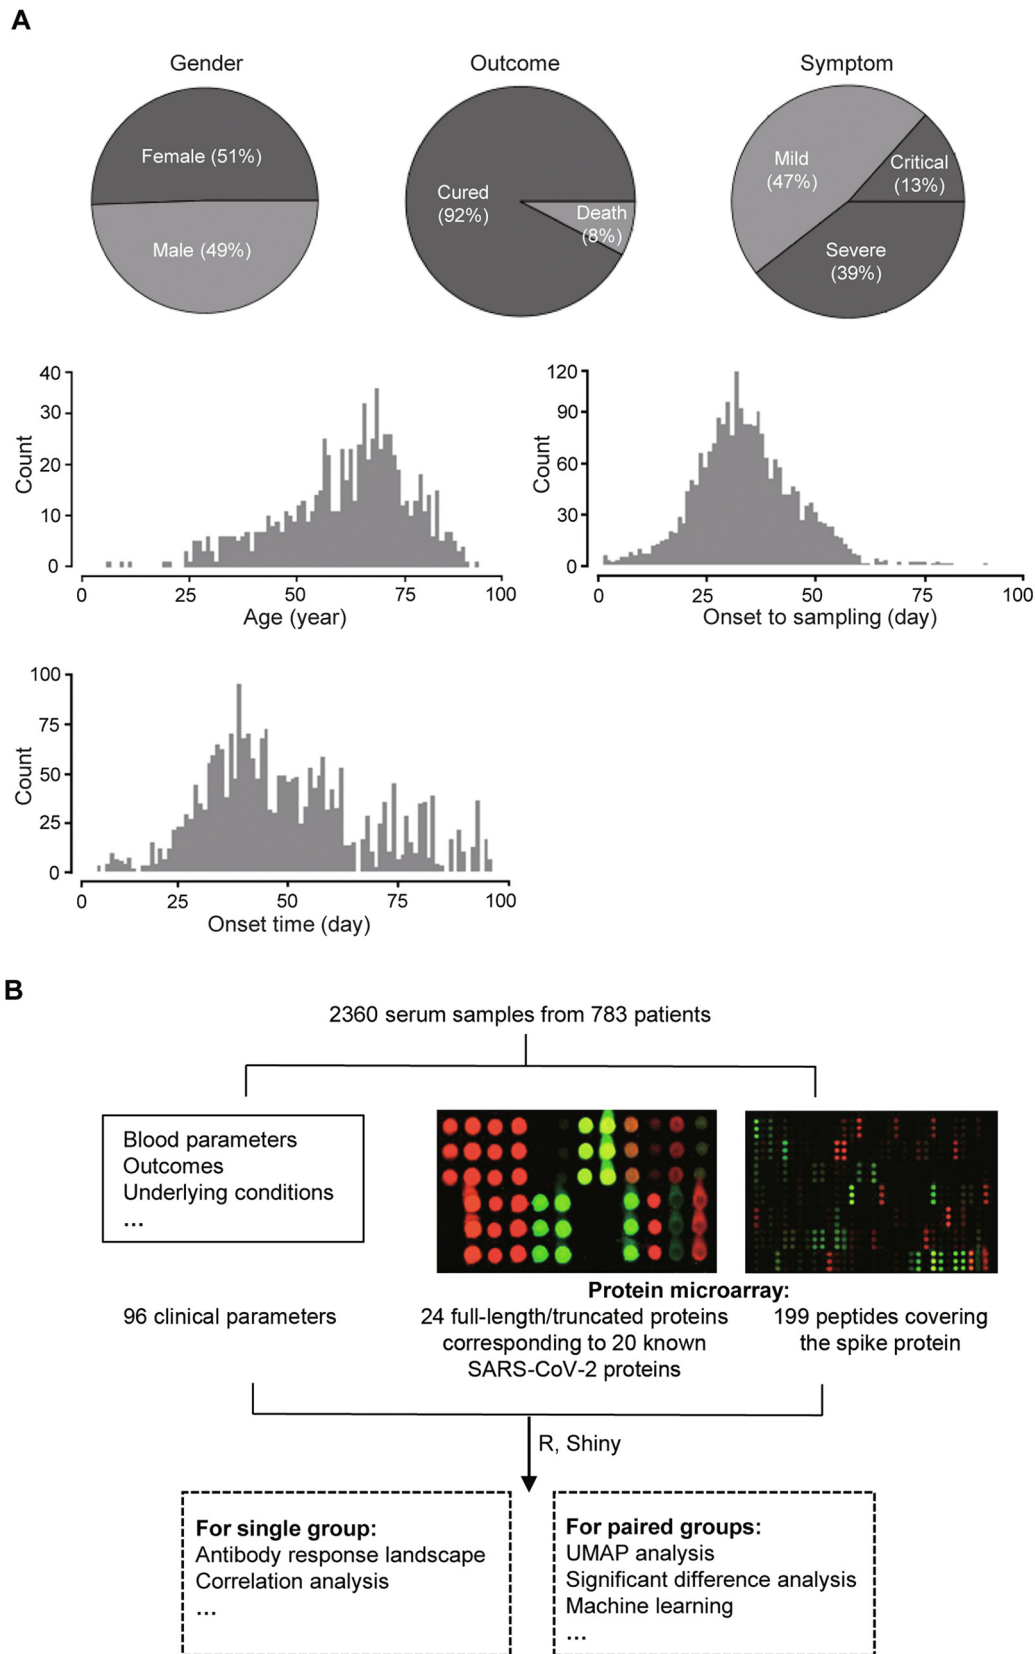 A
Gender
Outcome
Symptom
Female (51%)
Male (49%)
Cured
(92%)
Death
(8%)
Mild
(47%)
Critical
(13%)
Severe
(39%)
40
30
20
10
0
Count
0 25 50 75 100
Age (year)
120
90
60
30
0
Count
0 25 50 75 100
Onset to sampling (day)
100
75
50
25
0
Count
0 25 50 75 100
Onset time (day)
B
2360 serum samples from 783 patients
Blood parameters
Outcomes
Underlying conditions
...
96 clinical parameters
Protein microarray:
24 full-length/truncated proteins
corresponding to 20 known
SARS-CoV-2 proteins
199 peptides covering
the spike protein
R, Shiny
For single group:
Antibody response landscape
Correlation analysis
...
For paired groups:
UMAP analysis
Significant difference analysis
Machine learning
...